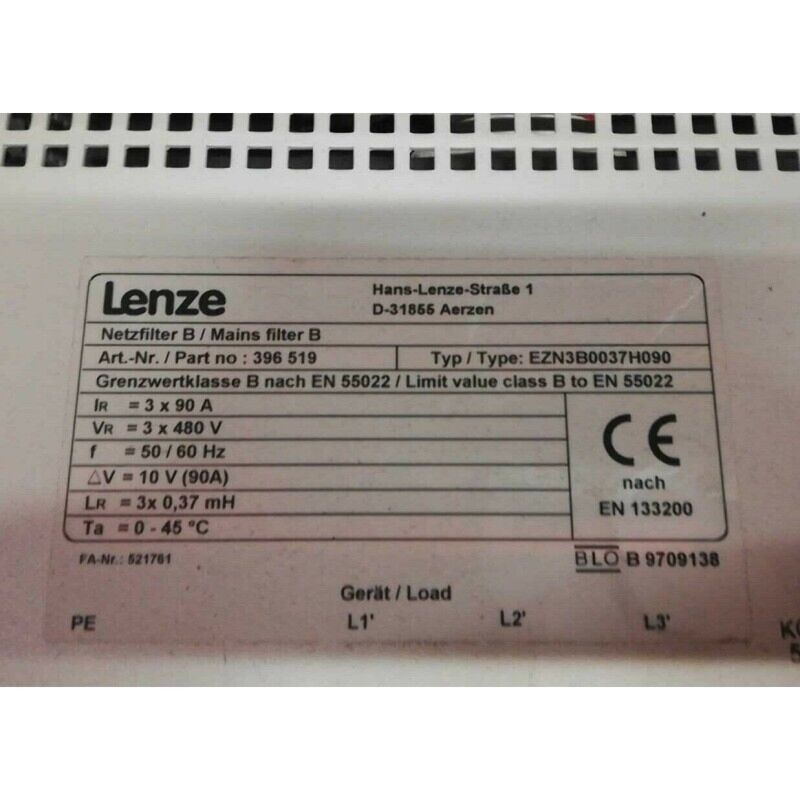 Lenze
Hans-Lenze-Straße 1
D-31855 Aerzen
Netzfilter B / Mains filter B
Art.-Nr. / Part no : 396 519
Typ / Type: EZN3B0037H090
Grenzwertklasse B nach EN 55022 / Limit value class B to EN 55022
IR = 3 x 90 A
VR = 3 x 480 V
f = 50 / 60 Hz
△V = 10 V (90A)
LR = 3x 0,37 mH
Ta = 0 - 45 °C
CE
nach
EN 133200
FA-Nr.: 521761
BLO B 9709138
Gerät / Load
PE L1' L2' L3'